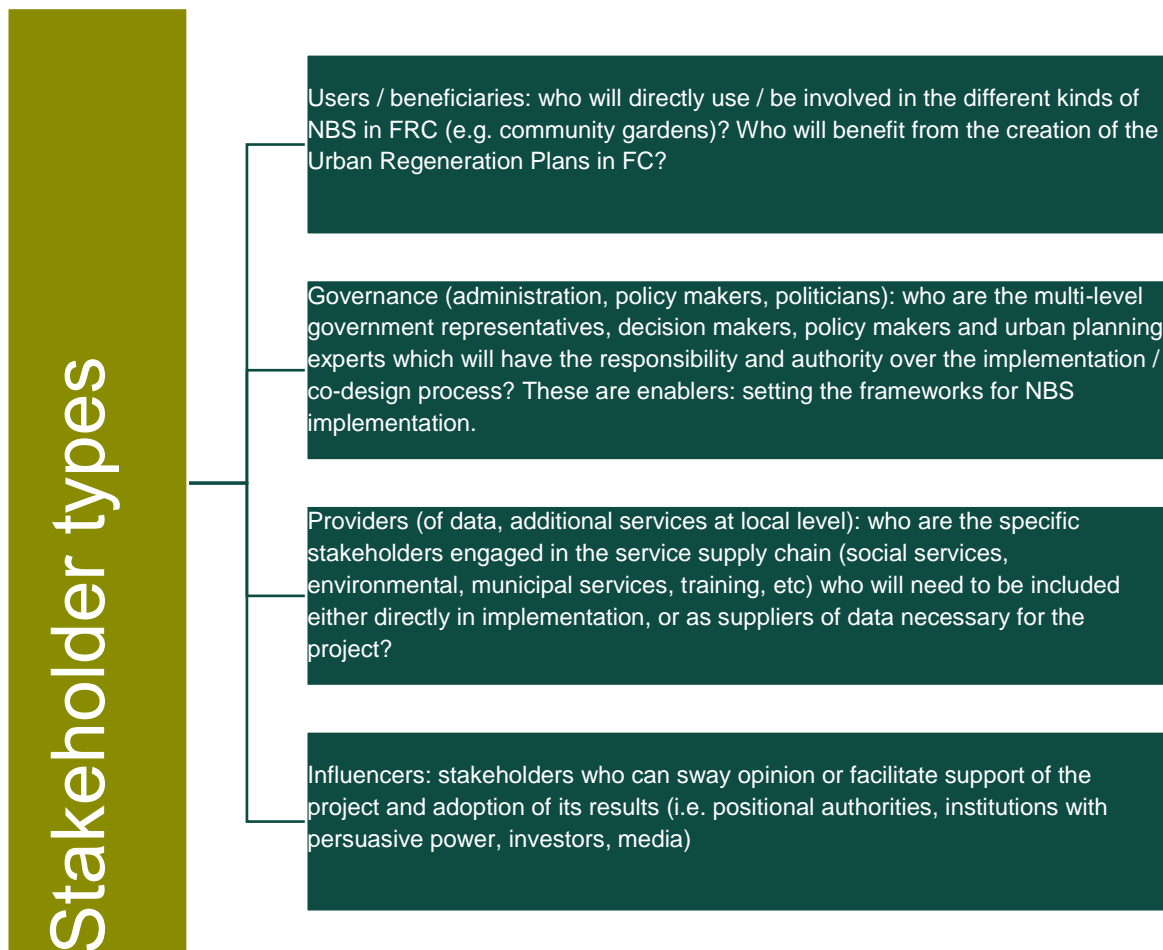 Stakeholder types
Users / beneficiaries: who will directly use / be involved in the different kinds of
NBS in FRC (e.g. community gardens)? Who will benefit from the creation of the
Urban Regeneration Plans in FC?
Governance (administration, policy makers, politicians): who are the multi-level
government representatives, decision makers, policy makers and urban planning
experts which will have the responsibility and authority over the implementation /
co-design process? These are enablers: setting the frameworks for NBS
implementation.
Providers (of data, additional services at local level): who are the specific
stakeholders engaged in the service supply chain (social services,
environmental, municipal services, training, etc) who will need to be included
either directly in implementation, or as suppliers of data necessary for the
project?
Influencers: stakeholders who can sway opinion or facilitate support of the
project and adoption of its results (i.e. positional authorities, institutions with
persuasive power, investors, media)